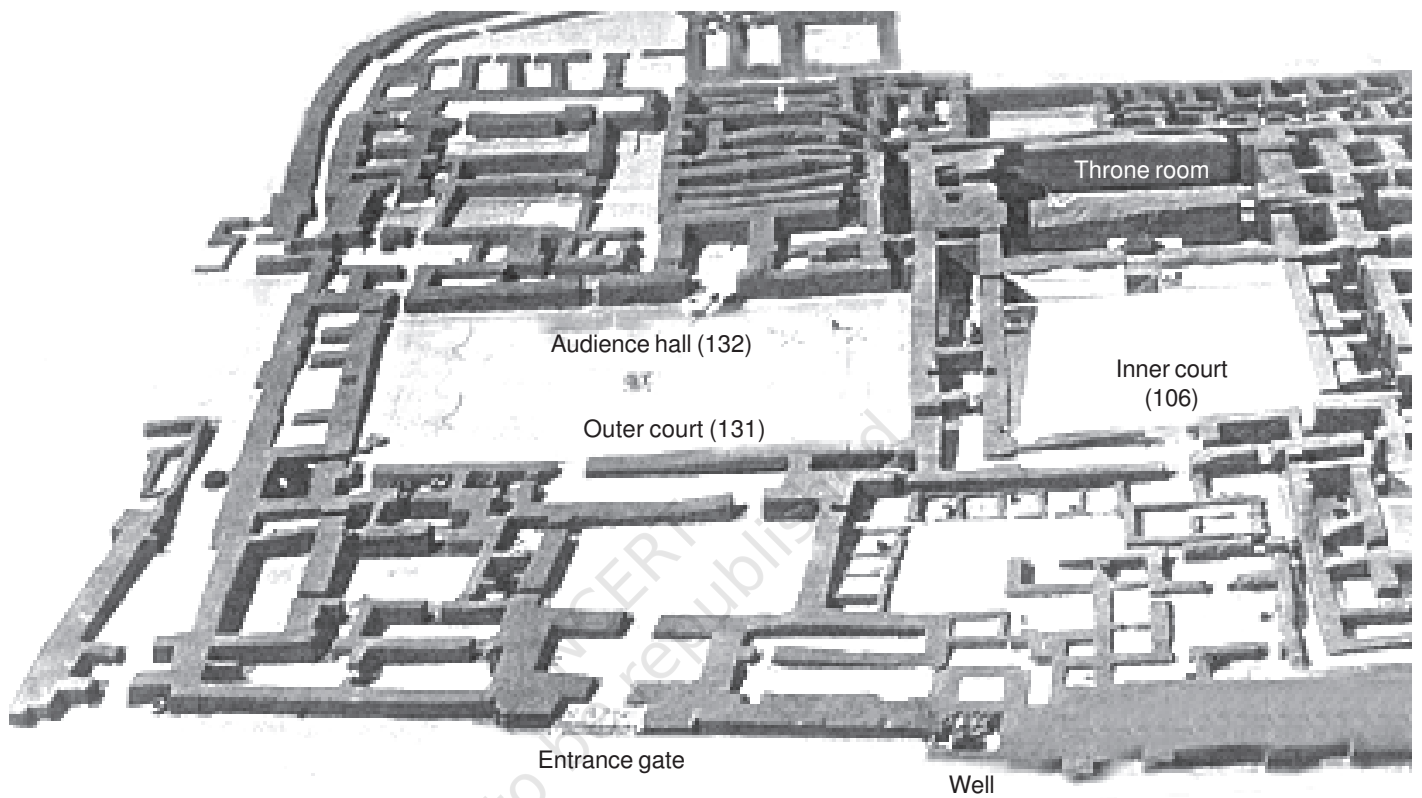 Throne room
Audience hall (132)
Inner court
(106)
Outer court (131)
Entrance gate
Well